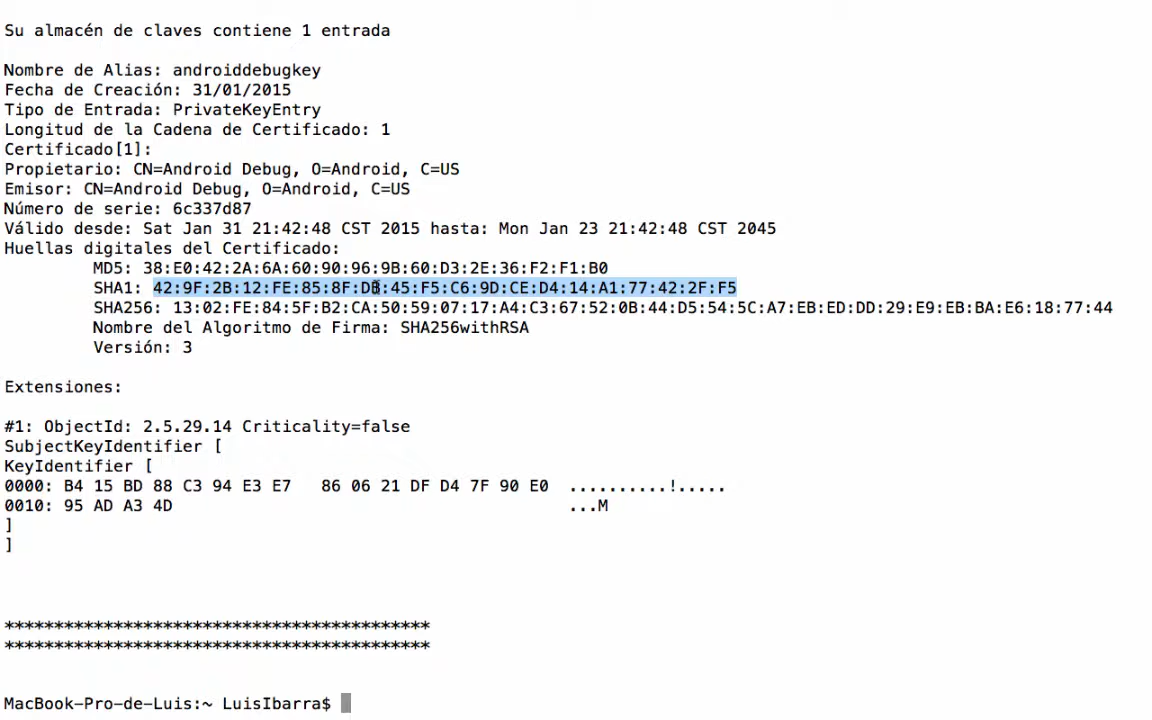 Su almacén de claves contiene 1 entrada
Nombre de Alias: androiddebugkey
Fecha de Creación: 31/01/2015
Tipo de Entrada: PrivateKeyEntry
Longitud de la Cadena de Certificado: 1
Certificado[1]:
Propietario: CN=Android Debug, O=Android, C=US
Emisor: CN=Android Debug, O=Android, C=US
Número de serie: 6c337d87
Válido desde: Sat Jan 31 21:42:48 CST 2015 hasta: Mon Jan 23 21:42:48 CST 2045
Huellas digitales del Certificado:
MD5: 38:E0:42:2A:6A:60:90:96:9B:60:D3:2E:36:F2:F1:B0
SHA1: 42:9F:2B:12:FE:85:8F:D8:45:F5:C6:9D:CE:D4:14:A1:77:42:2F:F5
SHA256: 13:02:FE:84:5F:B2:CA:50:59:07:17:A4:C3:67:52:0B:44:D5:54:5C:A7:EB:ED:DD:29:E9:EB:BA:E6:18:77:44
Nombre del Algoritmo de Firma: SHA256withRSA
Versión: 3
Extensiones:
#1: ObjectId: 2.5.29.14 Criticality=false
SubjectKeyIdentifier [
KeyIdentifier [
0000: B4 15 BD 88 C3 94 E3 E7   86 06 21 DF D4 7F 90 E0  ..........!.....
0010: 95 AD A3 4D                                        ...M
]
]
*******************************************
*******************************************
MacBook-Pro-de-Luis:~ LuisIbarra$